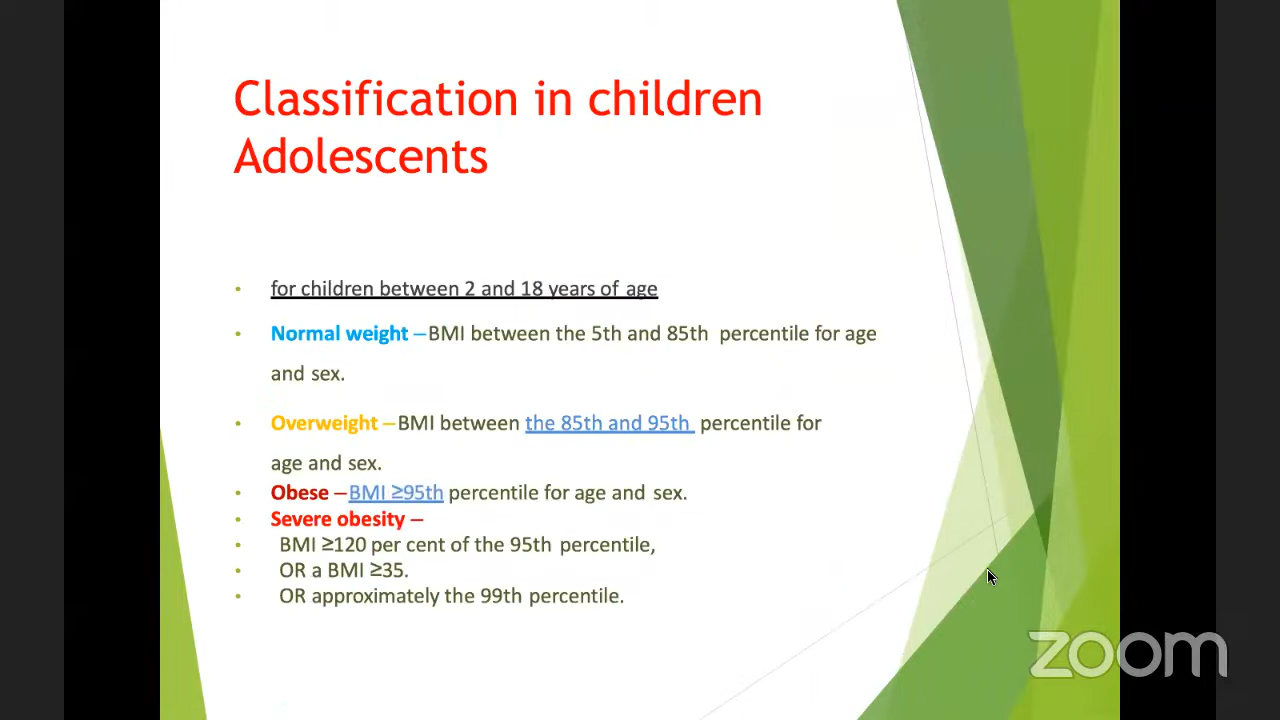 Classification in children
Adolescents
• for children between 2 and 18 years of age
• Normal weight –BMI between the 5th and 85th percentile for age
and sex.
• Overweight –BMI between the 85th and 95th percentile for
age and sex.
• Obese –BMI ≥95th percentile for age and sex.
• Severe obesity –
• BMI ≥120 per cent of the 95th percentile,
• OR a BMI ≥35.
• OR approximately the 99th percentile.
zoom